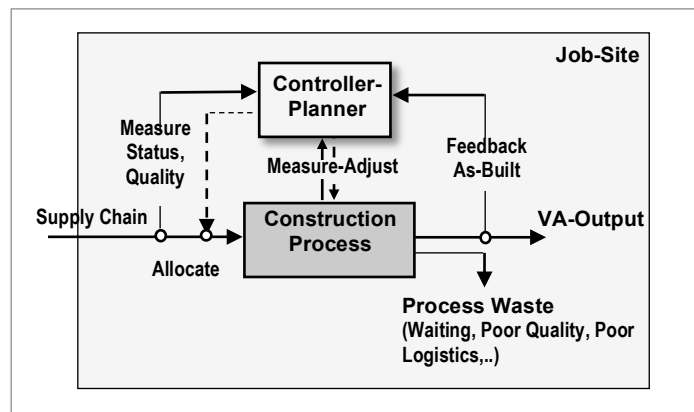 Job-Site
Controller-
Planner
Measure
Status,
Quality
Feedback
As-Built
Measure-Adjust
Supply Chain
Construction
Process
VA-Output
Allocate
Process Waste
(Waiting, Poor Quality, Poor
Logistics,..)